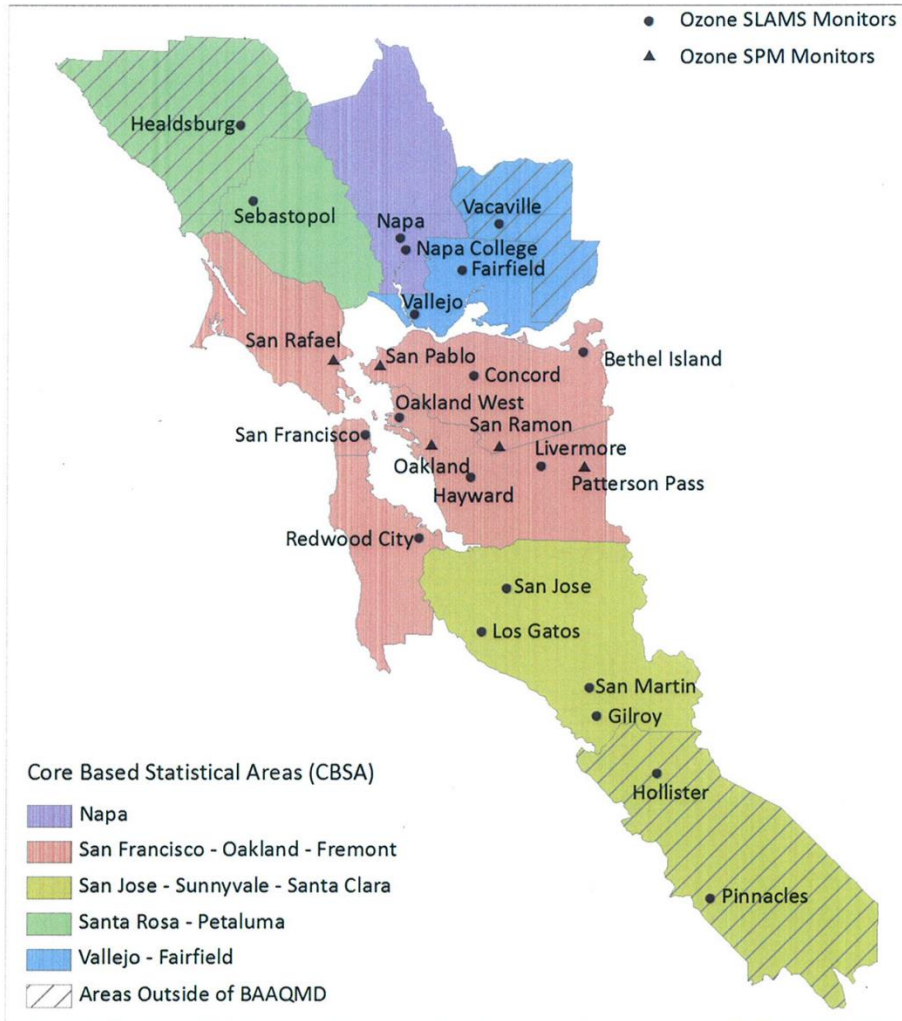 Ozone SLAMS Monitors
Ozone SPM Monitors
Healdsburg
Sebastopol
Vacaville
Napa
Napa College
Fairfield
Vallejo
San Rafael
San Pablo
Bethel Island
Concord
Oakland West
San Ramon
San Francisco
Livermore
Oakland
Patterson Pass
Hayward
Redwood City
San Jose
Los Gatos
San Martin
Gilroy
Hollister
Pinnacles
Core Based Statistical Areas (CBSA)
Napa
San Francisco - Oakland - Fremont
San Jose - Sunnyvale - Santa Clara
Santa Rosa - Petaluma
Vallejo - Fairfield
Areas Outside of BAAQMD